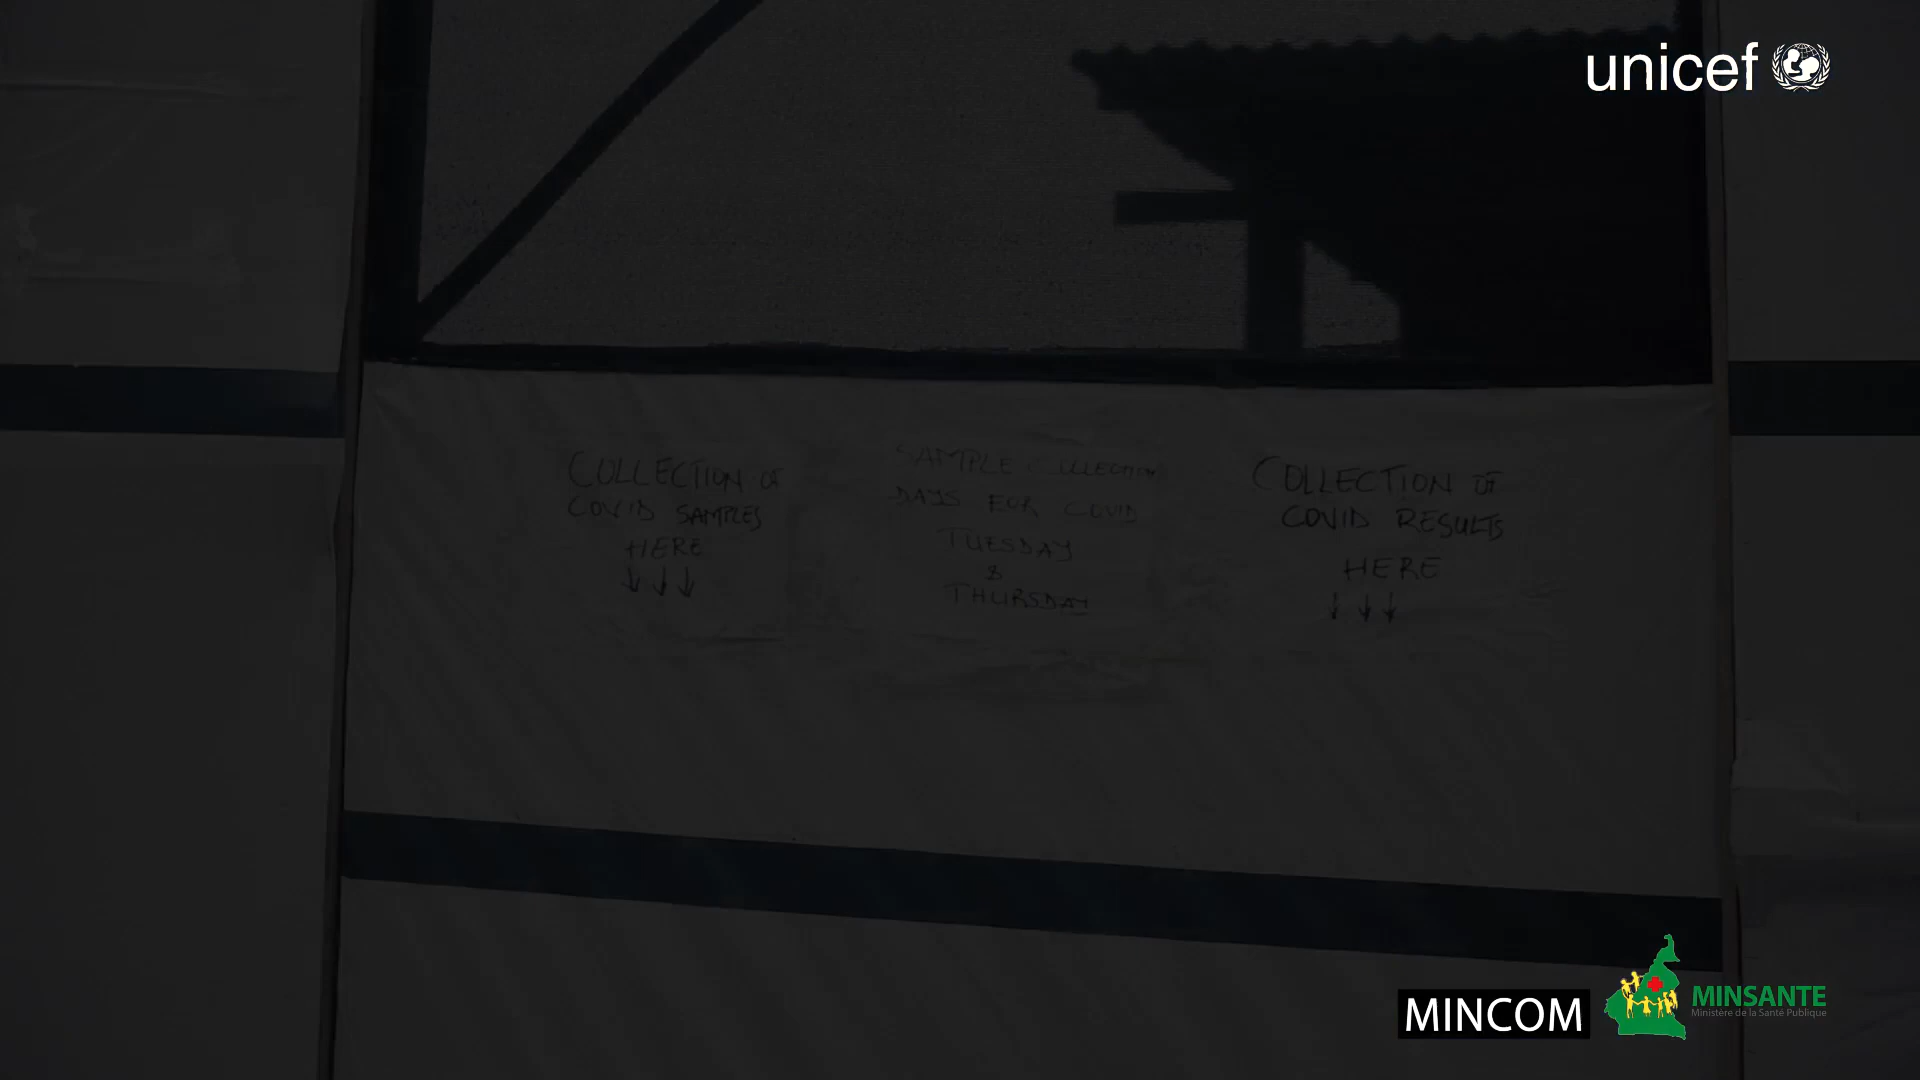 unicef
COLLECTION OF
COVID SAMPLES
HERE
SAMPLE COLLECTION
DAYS FOR COVID
TUESDAY
&
THURSDAY
COLLECTION OF
COVID RESULTS
HERE
MINCOM
MINSANTE
Ministère de la Santé Publique